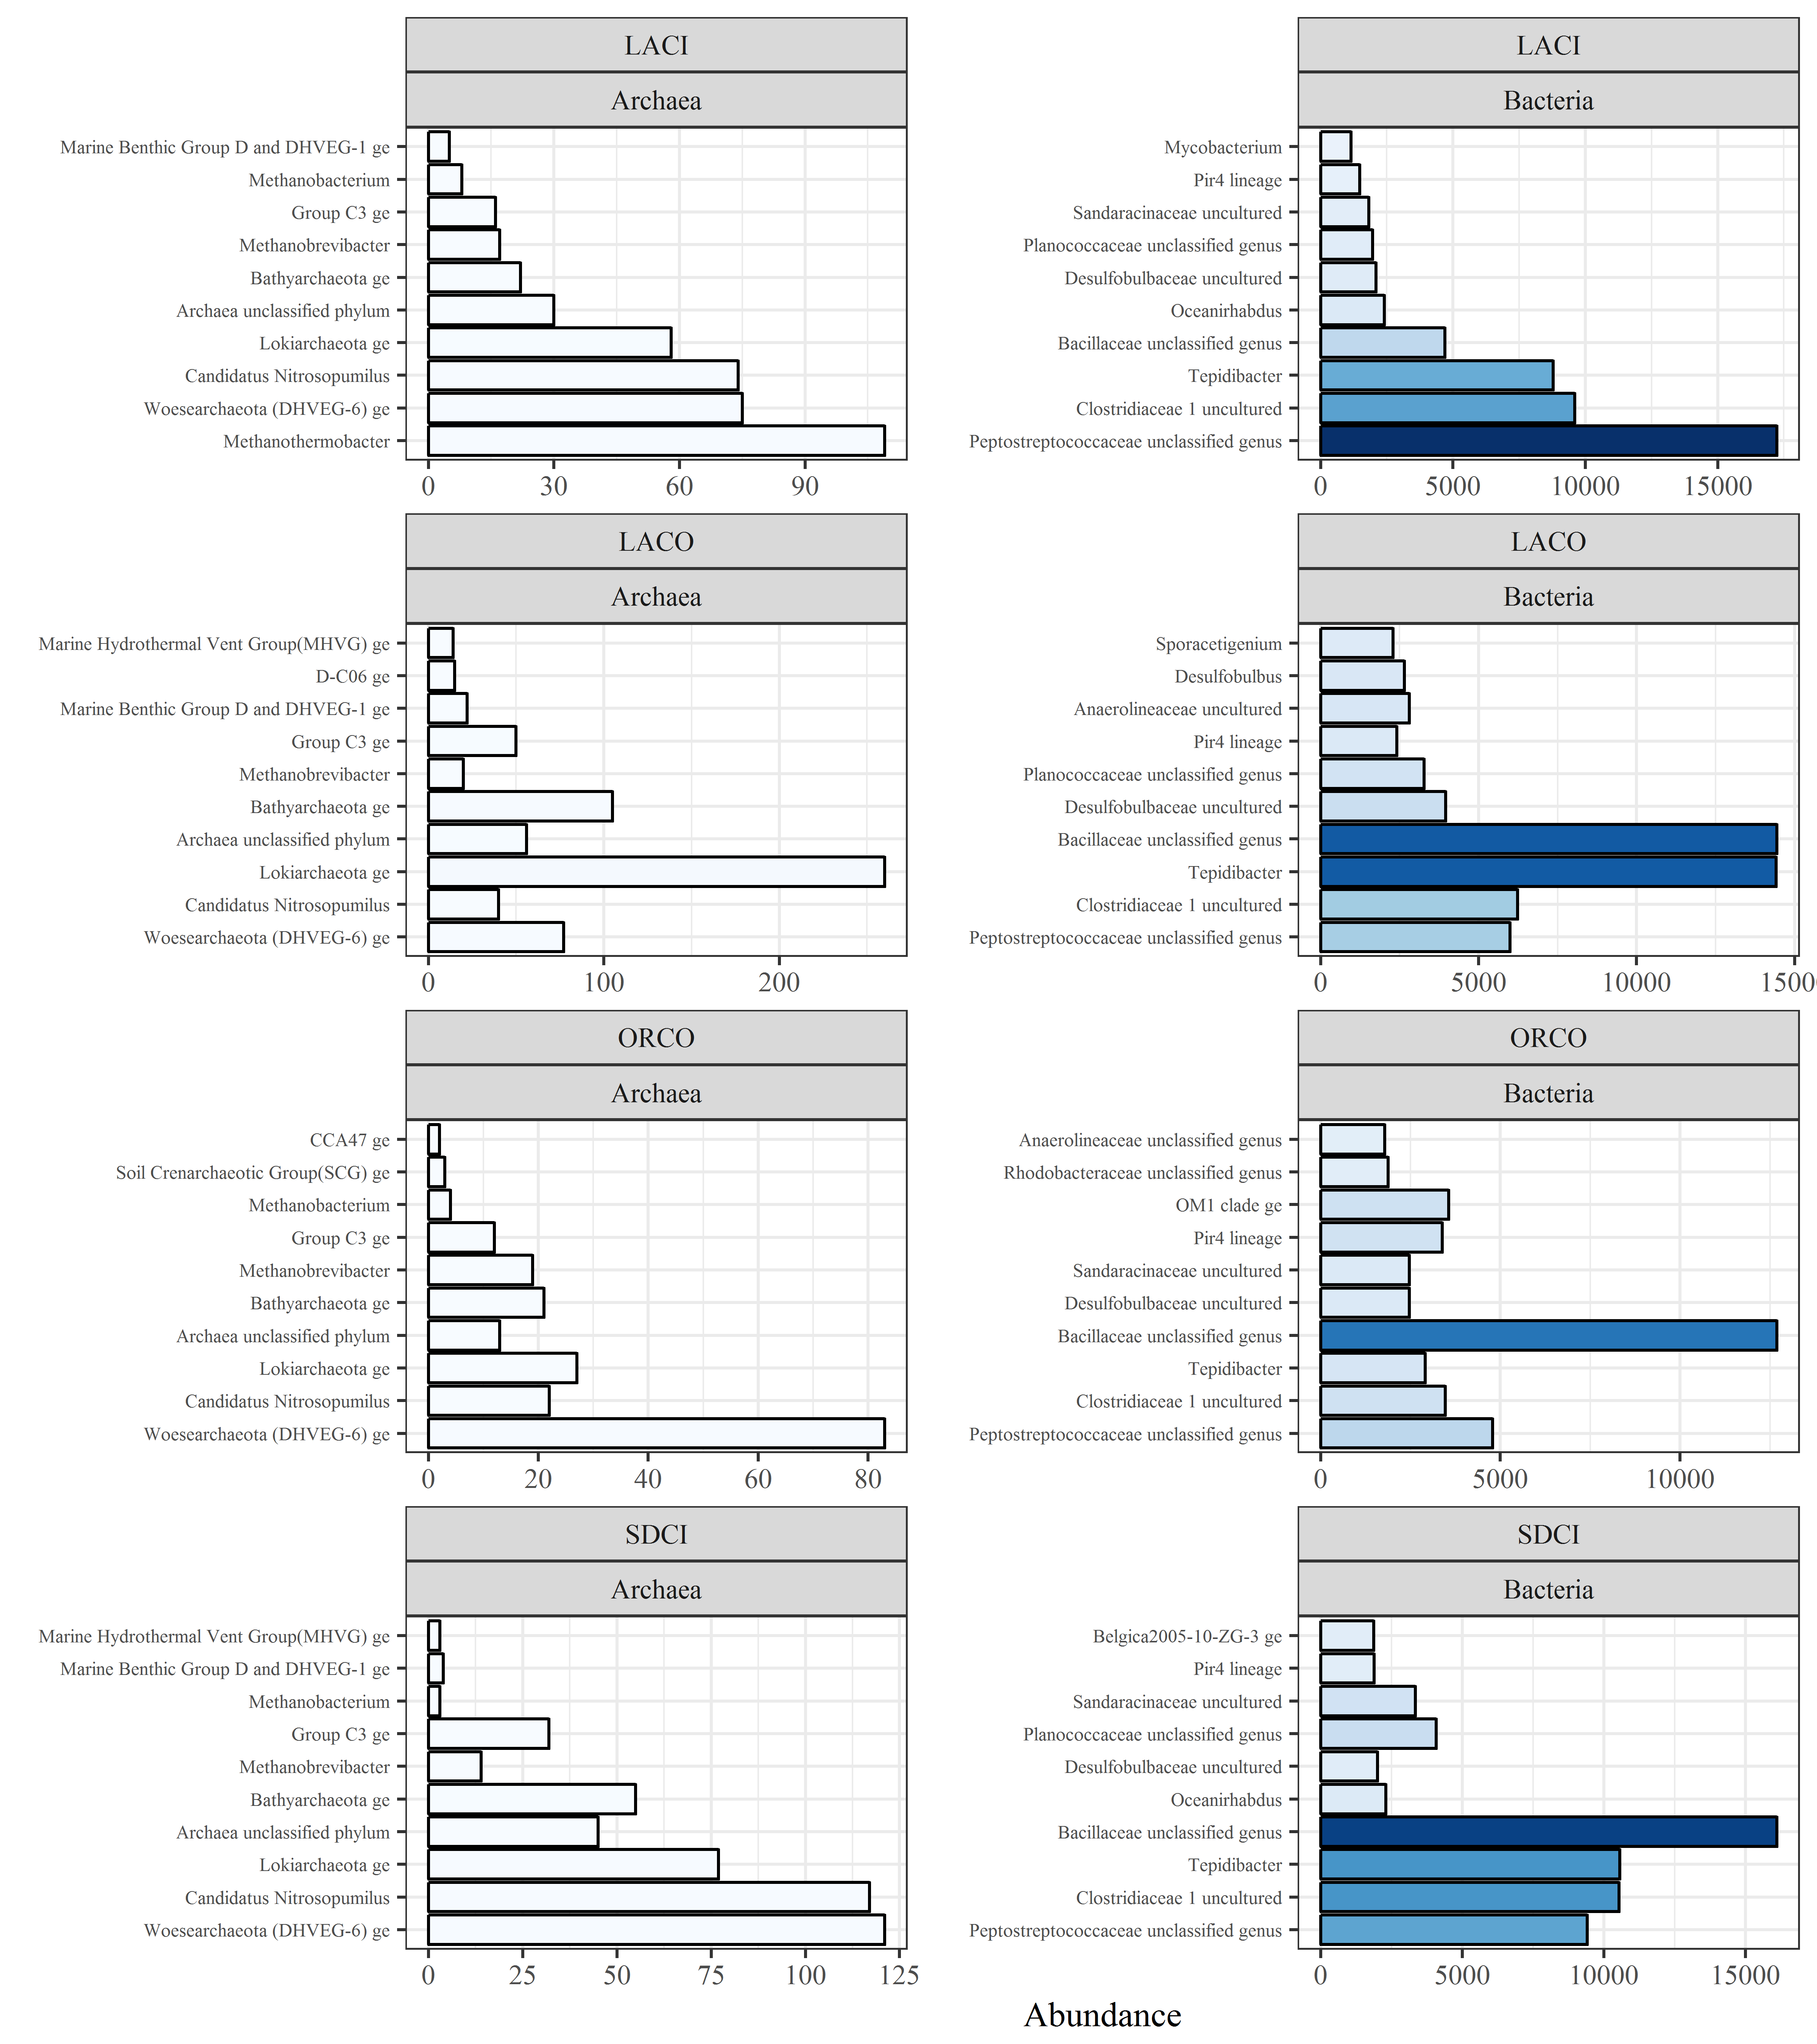 LACI
Archaea
Marine Benthic Group D and DHVEG-1 ge
Methanobacterium
Group C3 ge
Methanobrevibacter
Bathyarchaeota ge
Archaea unclassified phylum
Lokiarchaeota ge
Candidatus Nitrosopumilus
Woesearchaeota (DHVEG-6) ge
Methanothermobacter
0 30 60 90
LACI
Bacteria
Mycobacterium
Pir4 lineage
Sandaracinaceae uncultured
Planococcaceae unclassified genus
Desulfobulbaceae uncultured
Oceanirhabdus
Bacillaceae unclassified genus
Tepidibacter
Clostridiaceae 1 uncultured
Peptostreptococcaceae unclassified genus
0 5000 10000 15000
LACO
Archaea
Marine Hydrothermal Vent Group(MHVG) ge
D-C06 ge
Marine Benthic Group D and DHVEG-1 ge
Group C3 ge
Methanobrevibacter
Bathyarchaeota ge
Archaea unclassified phylum
Lokiarchaeota ge
Candidatus Nitrosopumilus
Woesearchaeota (DHVEG-6) ge
0 100 200
LACO
Bacteria
Sporacetigenium
Desulfobulbus
Anaerolineaceae uncultured
Pir4 lineage
Planococcaceae unclassified genus
Desulfobulbaceae uncultured
Bacillaceae unclassified genus
Tepidibacter
Clostridiaceae 1 uncultured
Peptostreptococcaceae unclassified genus
0 5000 10000 1500
ORCO
Archaea
CCA47 ge
Soil Crenarchaeotic Group(SCG) ge
Methanobacterium
Group C3 ge
Methanobrevibacter
Bathyarchaeota ge
Archaea unclassified phylum
Lokiarchaeota ge
Candidatus Nitrosopumilus
Woesearchaeota (DHVEG-6) ge
0 20 40 60 80
ORCO
Bacteria
Anaerolineaceae unclassified genus
Rhodobacteraceae unclassified genus
OM1 clade ge
Pir4 lineage
Sandaracinaceae uncultured
Desulfobulbaceae uncultured
Bacillaceae unclassified genus
Tepidibacter
Clostridiaceae 1 uncultured
Peptostreptococcaceae unclassified genus
0 5000 10000
SDCI
Archaea
Marine Hydrothermal Vent Group(MHVG) ge
Marine Benthic Group D and DHVEG-1 ge
Methanobacterium
Group C3 ge
Methanobrevibacter
Bathyarchaeota ge
Archaea unclassified phylum
Lokiarchaeota ge
Candidatus Nitrosopumilus
Woesearchaeota (DHVEG-6) ge
0 25 50 75 100 125
SDCI
Bacteria
Belgica2005-10-ZG-3 ge
Pir4 lineage
Sandaracinaceae uncultured
Planococcaceae unclassified genus
Desulfobulbaceae uncultured
Oceanirhabdus
Bacillaceae unclassified genus
Tepidibacter
Clostridiaceae 1 uncultured
Peptostreptococcaceae unclassified genus
0 5000 10000 15000
Abundance